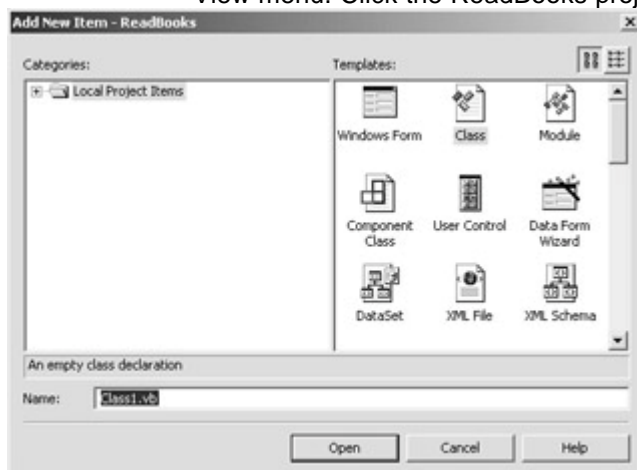 View menu. Click the ReadBooks proj
Add New Item - ReadBooks
Categories:
Templates:
Local Project Items
Windows Form
Class
Module
Component Class
User Control
Data Form Wizard
DataSet
XML File
XML Schema
An empty class declaration
Name:
Class1.vb
Open
Cancel
Help